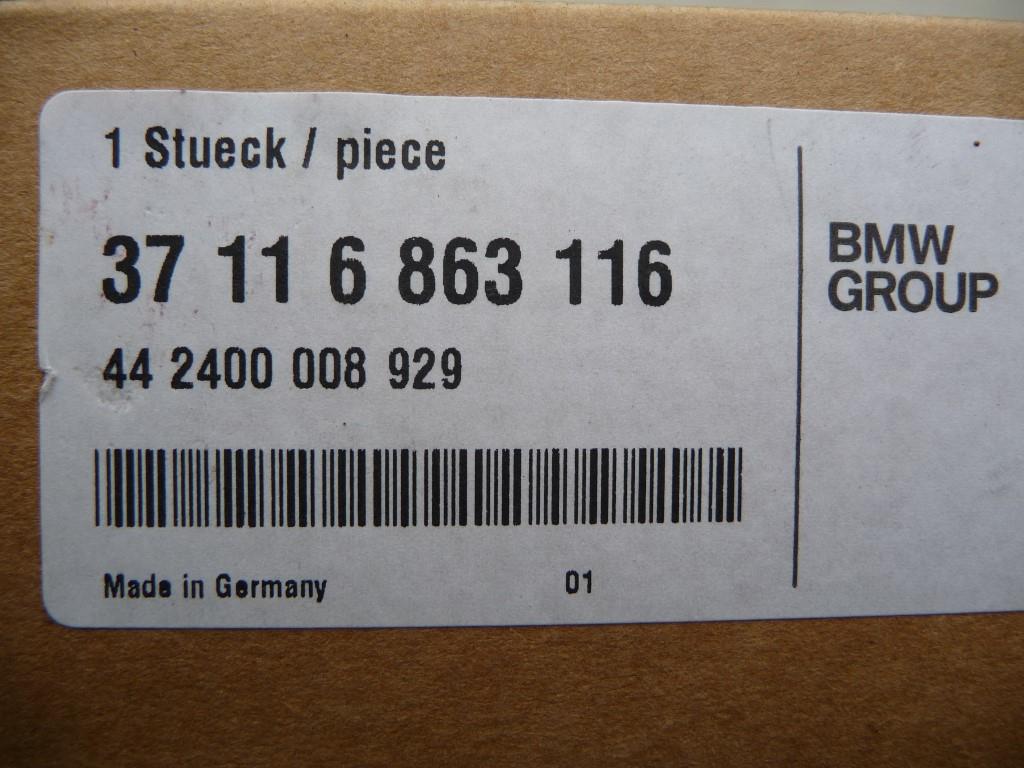 1 Stueck / piece
37 11 6 863 116
44 2400 008 929
Made in Germany
01
BMW
GROUP